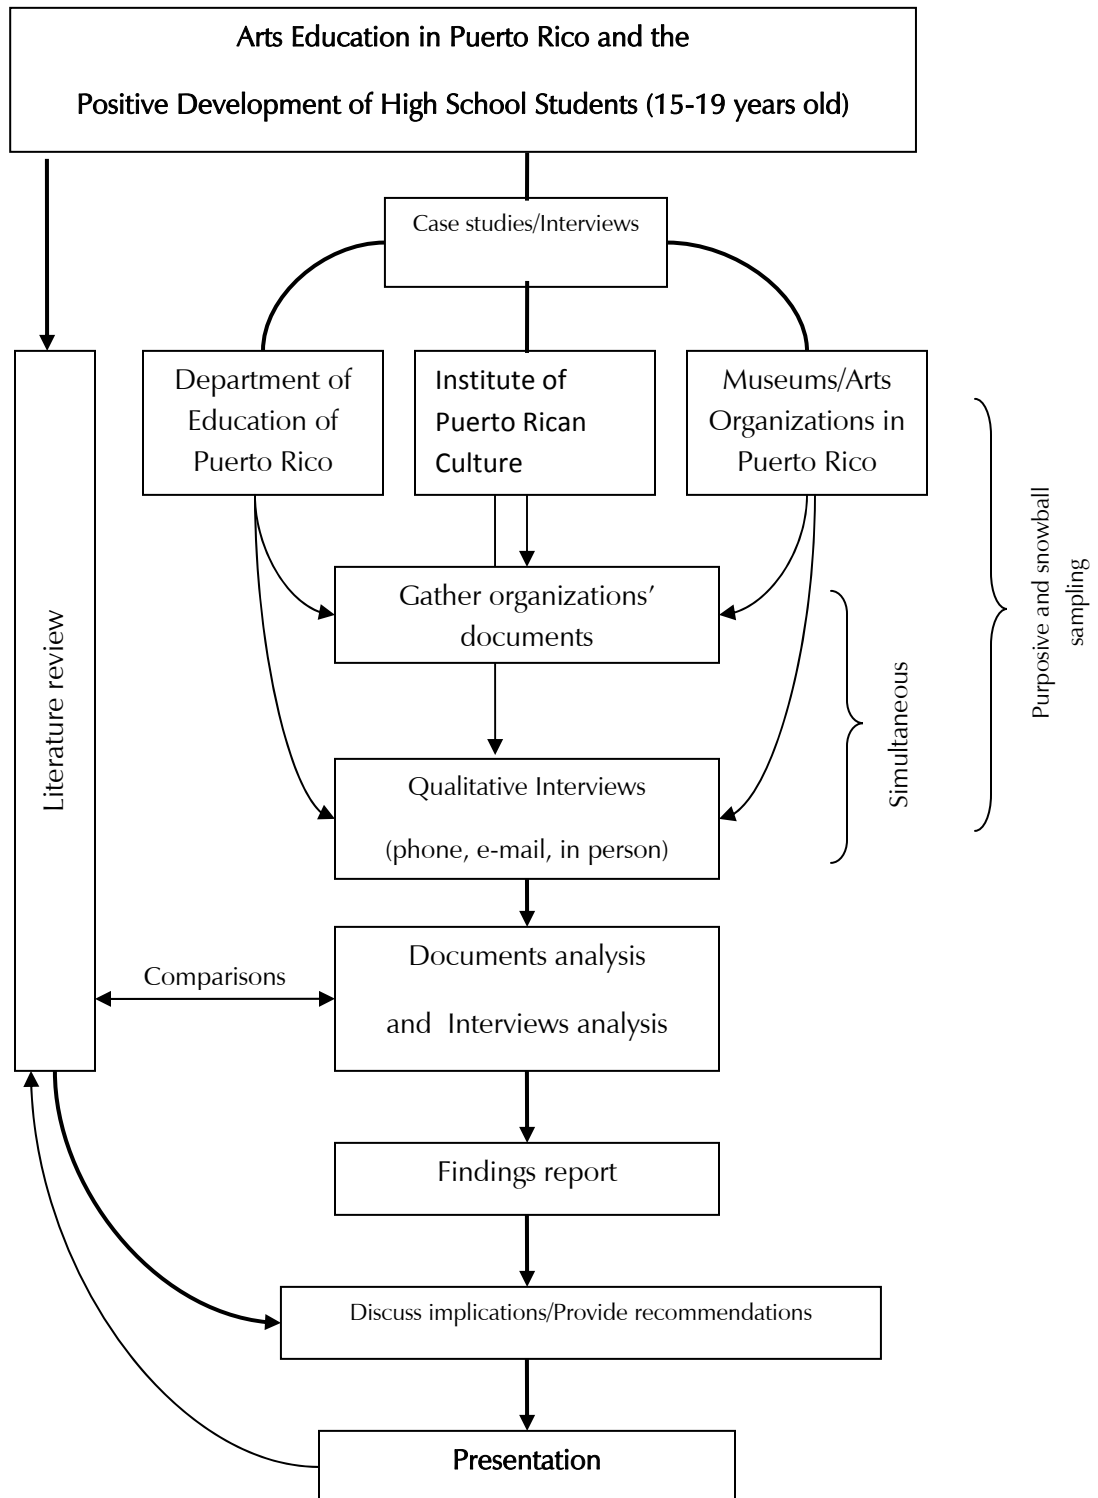 Arts Education in Puerto Rico and the
Positive Development of High School Students (15-19 years old)
Case studies/Interviews
Department of
Education of
Puerto Rico
Institute of
Puerto Rican
Culture
Museums/Arts
Organizations in
Puerto Rico
Gather organizations’
documents
Qualitative Interviews
(phone, e-mail, in person)
Simultaneous
Purposive and snowball
sampling
Literature review
Comparisons
Documents analysis
and Interviews analysis
Findings report
Discuss implications/Provide recommendations
Presentation